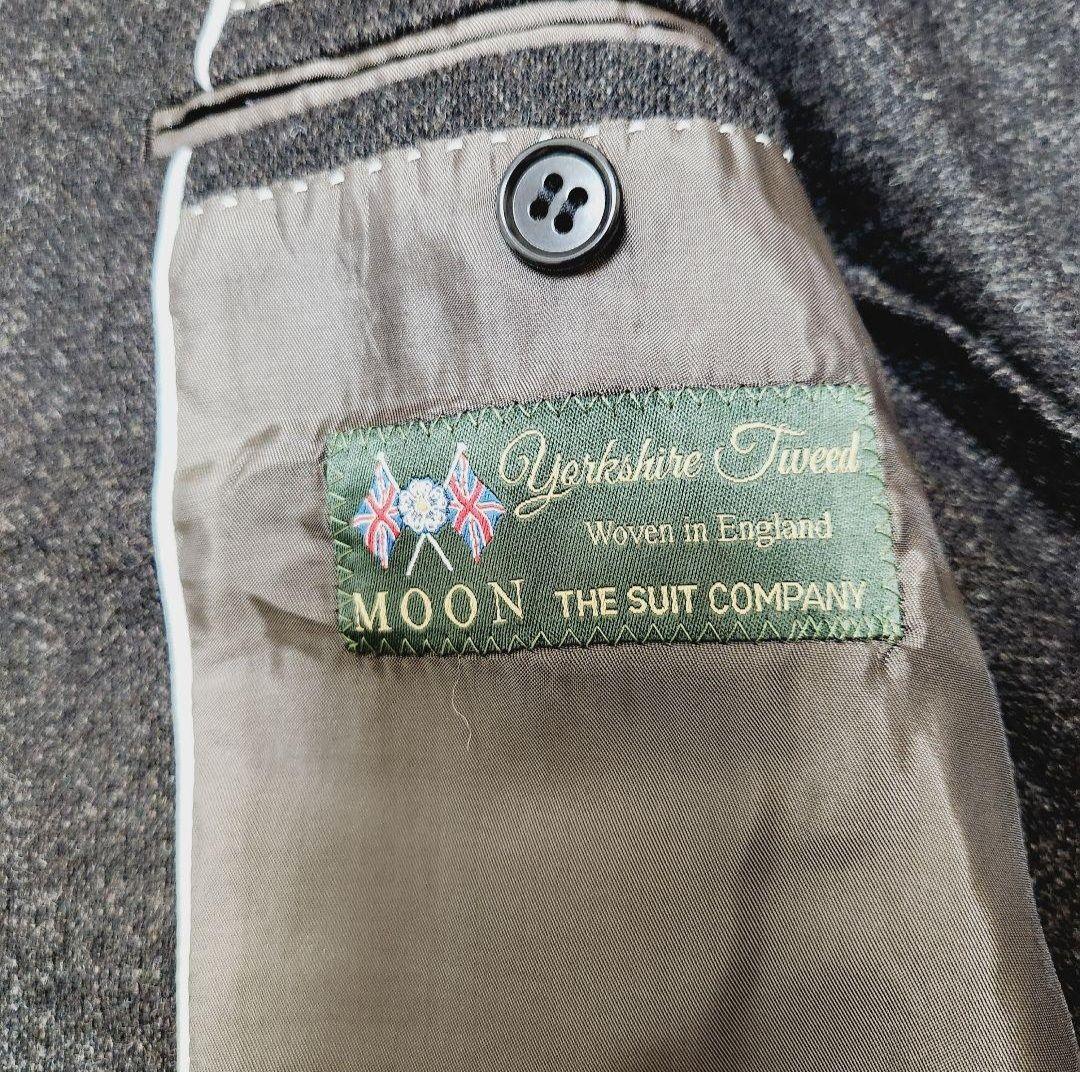 Yorkshire Tweed
Woven in England
MOON THE SUIT COMPANY